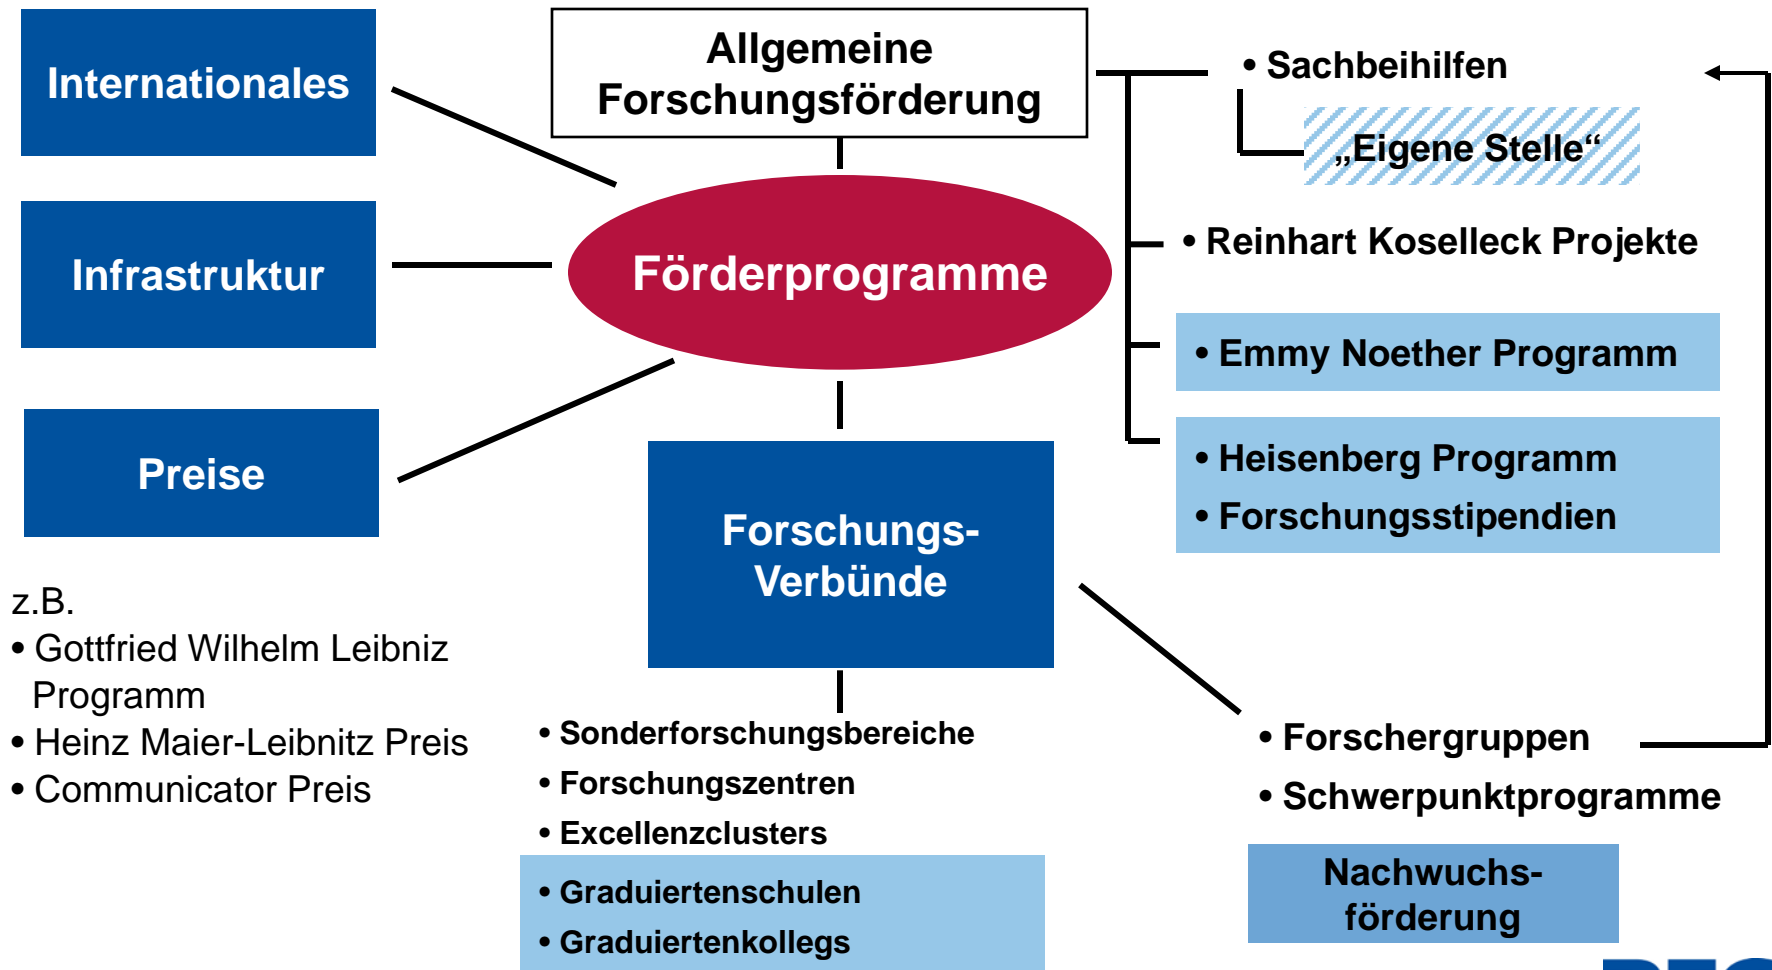 Internationales
Infrastruktur
Preise
z.B.
• Gottfried Wilhelm Leibniz
Programm
• Heinz Maier-Leibnitz Preis
• Communicator Preis
Allgemeine
Forschungsförderung
Förderprogramme
Forschungs-
Verbünde
• Sonderforschungsbereiche
• Forschungszentren
• Excellenzclusters
• Graduiertenschulen
• Graduiertenkollegs
• Sachbeihilfen
„Eigene Stelle“
• Reinhart Koselleck Projekte
• Emmy Noether Programm
• Heisenberg Programm
• Forschungsstipendien
• Forschergruppen
• Schwerpunktprogramme
Nachwuchs-
förderung